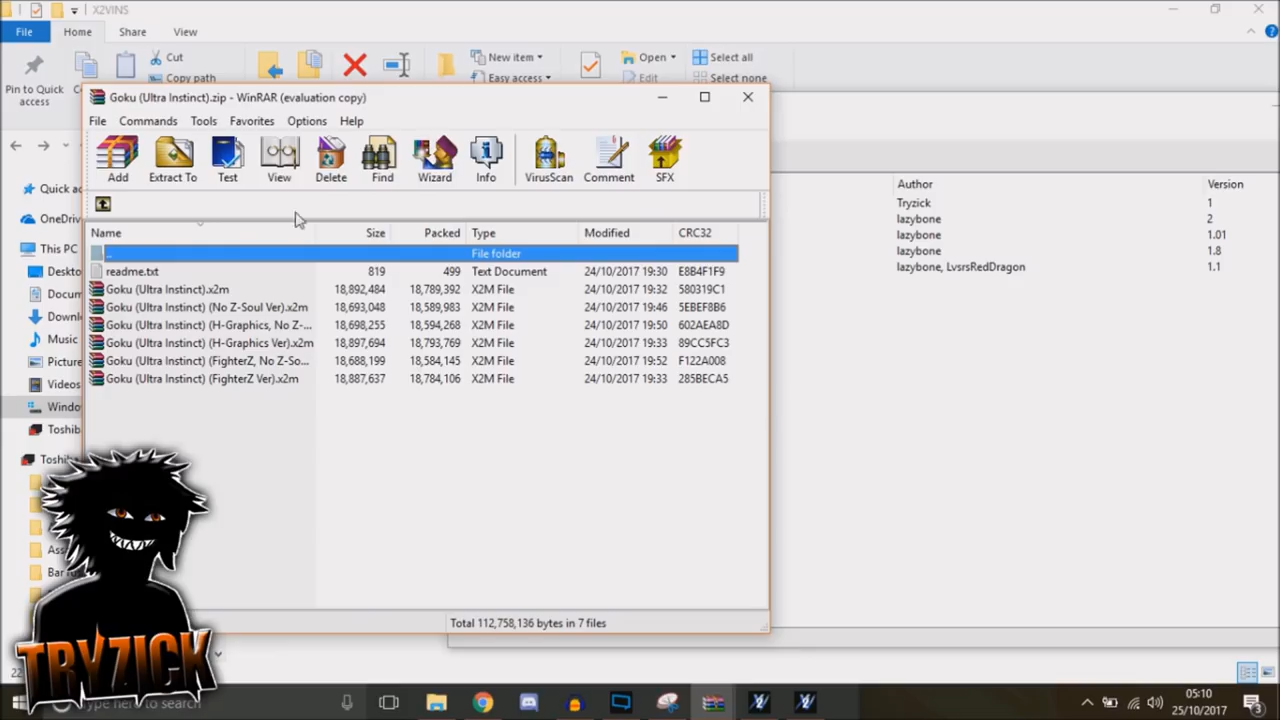 X2VINS
File Home Share View
Pin to Quick access
Cut
Copy path
New item
Easy access
Open
Edit
Select all
Select none
Goku (Ultra Instinct).zip - WinRAR (evaluation copy)
File Commands Tools Favorites Options Help
Add Extract To Test View Delete Find Wizard Info VirusScan Comment SFX
Name Size Packed Type Modified CRC32
.. File folder
readme.txt 819 499 Text Document 24/10/2017 19:30 E8B4F1F9
Goku (Ultra Instinct).x2m 18,892,484 18,789,392 X2M File 24/10/2017 19:32 580319C1
Goku (Ultra Instinct) (No Z-Soul Ver).x2m 18,693,048 18,589,983 X2M File 24/10/2017 19:46 5EBEF8B6
Goku (Ultra Instinct) (H-Graphics, No Z-... 18,698,255 18,594,268 X2M File 24/10/2017 19:50 602AEA8D
Goku (Ultra Instinct) (H-Graphics Ver).x2m 18,897,694 18,793,769 X2M File 24/10/2017 19:33 89CC5FC3
Goku (Ultra Instinct) (FighterZ, No Z-So... 18,688,199 18,584,145 X2M File 24/10/2017 19:52 F122A008
Goku (Ultra Instinct) (FighterZ Ver).x2m 18,887,637 18,784,106 X2M File 24/10/2017 19:33 285BECA5
Total 112,758,136 bytes in 7 files
Author Version
Tryzick 1
lazybone 2
lazybone 1.01
lazybone 1.8
lazybone, LvsrsRedDragon 1.1
Quick ac
OneDriv
This PC
Deskto
Docum
Downl
Music
Picture
Videos
Windo
Toshib
Toshiba
Ass
Bar
TRYZICK
22
ype here to search
05:10
25/10/2017
3